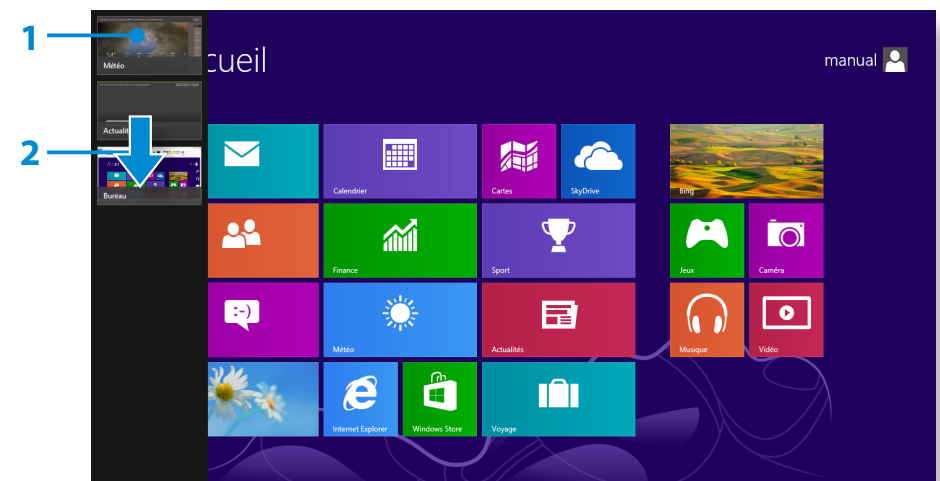 1
Météo
cueil
manual
Actualit
2
Bureau
Calendrier
Cartes
SkyDrive
Bing
Finance
Sport
Jeux
Caméra
Météo
Actualités
Musique
Vidéo
Internet Explorer
Windows Store
Voyage
:-)